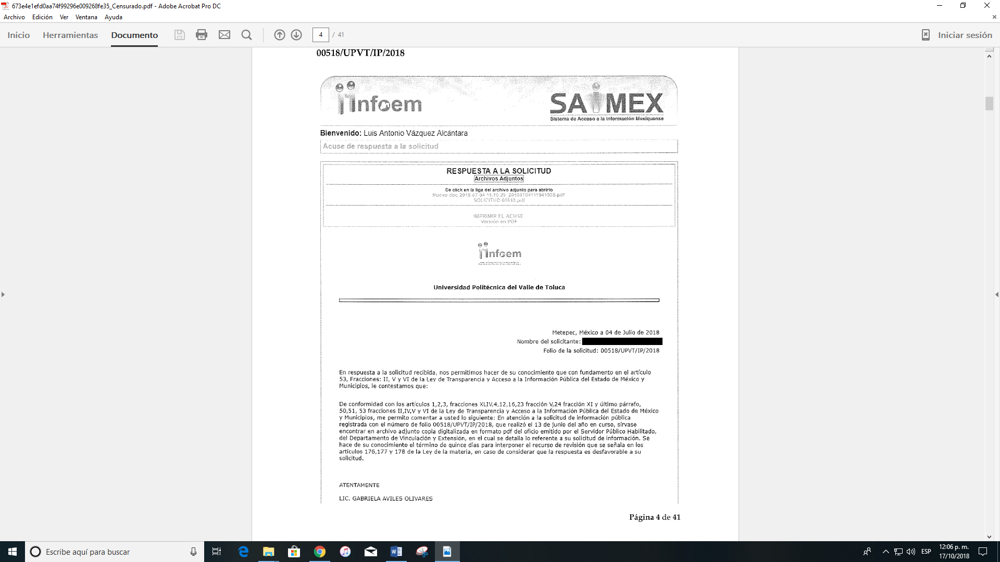 673e4e1efd0aa74f99296e009268fe35_Censurado.pdf - Adobe Acrobat Pro DC
Archivo Edición Ver Ventana Ayuda
Inicio Herramientas Documento 4 / 41 Iniciar sesión
00518/UPVT/IP/2018
infoem SAIMEX
Sistema de Acceso a la Información Mexiquense
Bienvenido: Luis Antonio Vázquez Alcántara
Acuse de respuesta a la solicitud
RESPUESTA A LA SOLICITUD
Archivos Adjuntos
De click en la liga del archivo adjunto para abrirlo
SOLICITUD 00518.pdf
IMPRIMIR EL ACUSE
Versión en PDF
infoem
Universidad Politécnica del Valle de Toluca
Metepec, México a 04 de Julio de 2018
Nombre del solicitante:
Folio de la solicitud: 00518/UPVT/IP/2018
En respuesta a la solicitud recibida, nos permitimos hacer de su conocimiento que con fundamento en el artículo
53, Fracciones: II, V y VI de la Ley de Transparencia y Acceso a la Información Pública del Estado de México y
Municipios, le contestamos que:
De conformidad con los artículos 1,2,3, fracciones XLIV,4,12,16,23 fracción V,24 fracción XI y último párrafo,
50,51, 53 fracciones II,IV,V y VI de la Ley de Transparencia y Acceso a la Información Pública del Estado de México
y Municipios, me permito comentar a usted lo siguiente: En atención a la solicitud de información pública
registrada con el número de folio 00518/UPVT/IP/2018, que realizó el 13 de junio del año en curso, sírvase
encontrar en archivo adjunto copia digitalizada en formato pdf del oficio emitido por el Servidor Público Habilitado,
del Departamento de Vinculación y Extensión, en el cual se detalla lo referente a su solicitud de información. Se
hace de su conocimiento el término de quince días para interponer el recurso de revisión que se señala en los
artículos 176,177 y 178 de la Ley de la materia, en caso de considerar que la respuesta es desfavorable a su
solicitud.
ATENTAMENTE
LIC. GABRIELA AVILES OLIVARES
Página 4 de 41
Escribe aquí para buscar
ESP
12:06 p. m.
17/10/2018